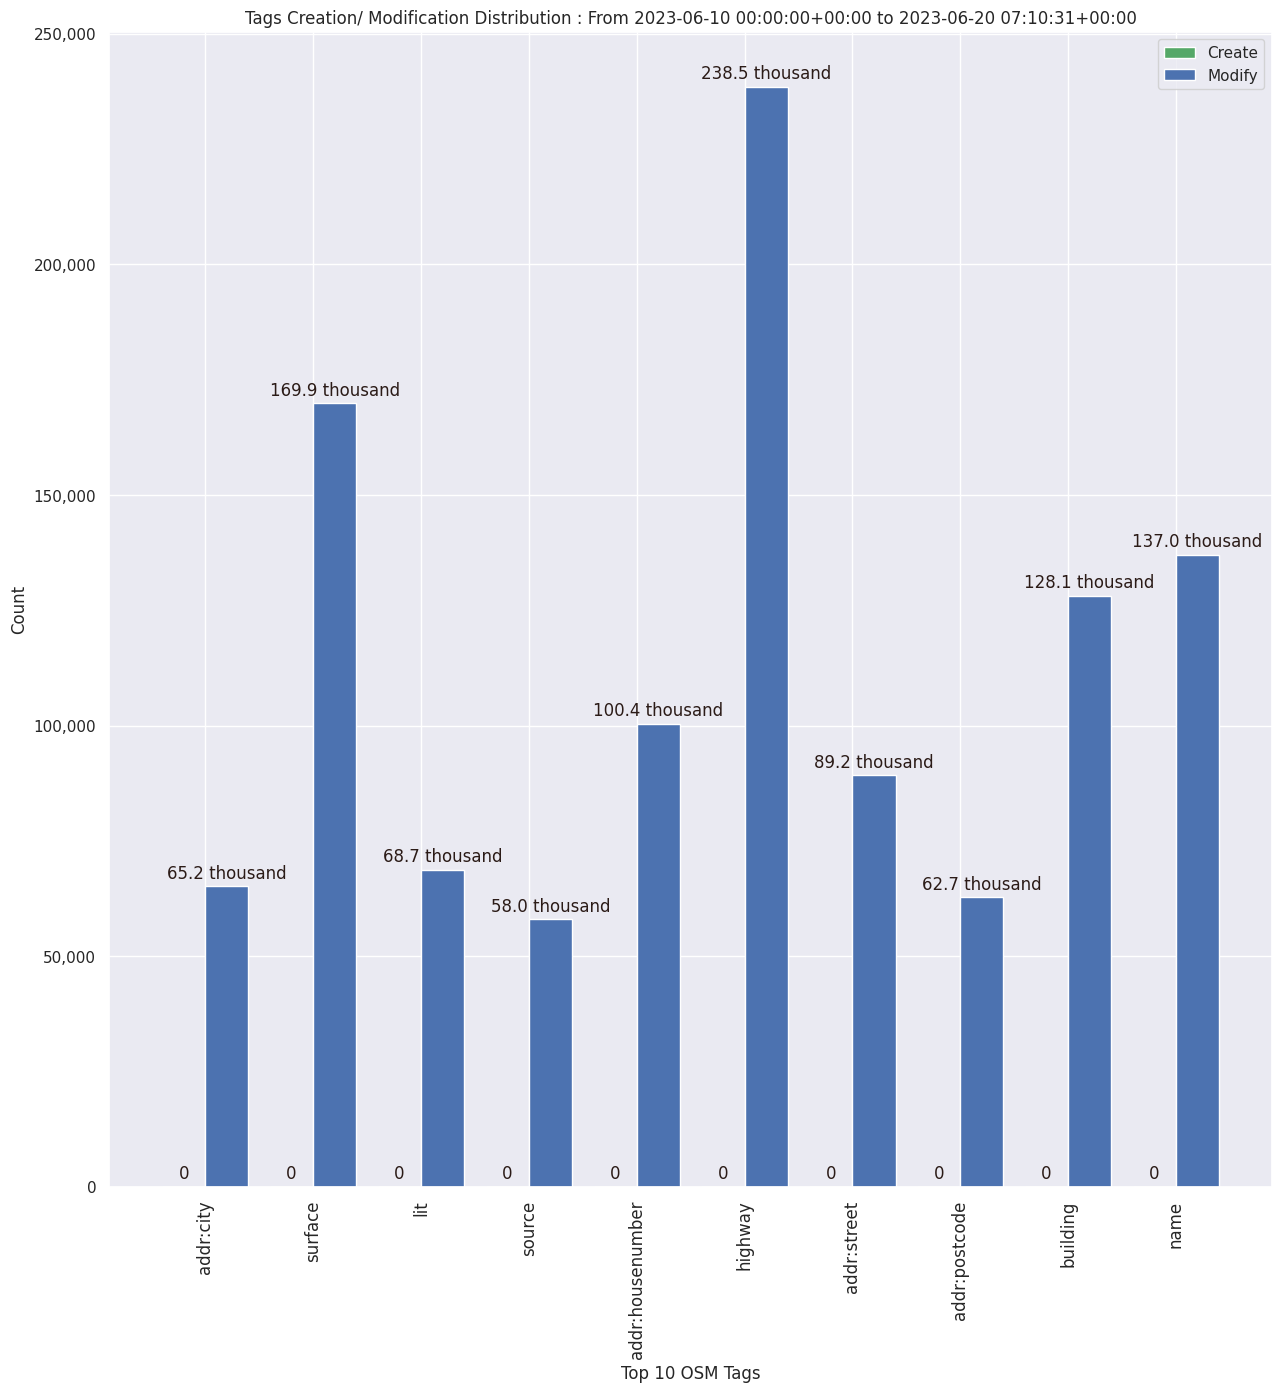 Tags Creation/ Modification Distribution : From 2023-06-10 00:00:00+00:00 to 2023-06-20 07:10:31+00:00
Create
Modify
250,000
200,000
150,000
100,000
50,000
0
Count
65.2 thousand
169.9 thousand
68.7 thousand
58.0 thousand
100.4 thousand
238.5 thousand
89.2 thousand
62.7 thousand
128.1 thousand
137.0 thousand
0
0
0
0
0
0
0
0
0
0
addr:city
surface
lit
source
addr:housenumber
highway
addr:street
addr:postcode
building
name
Top 10 OSM Tags